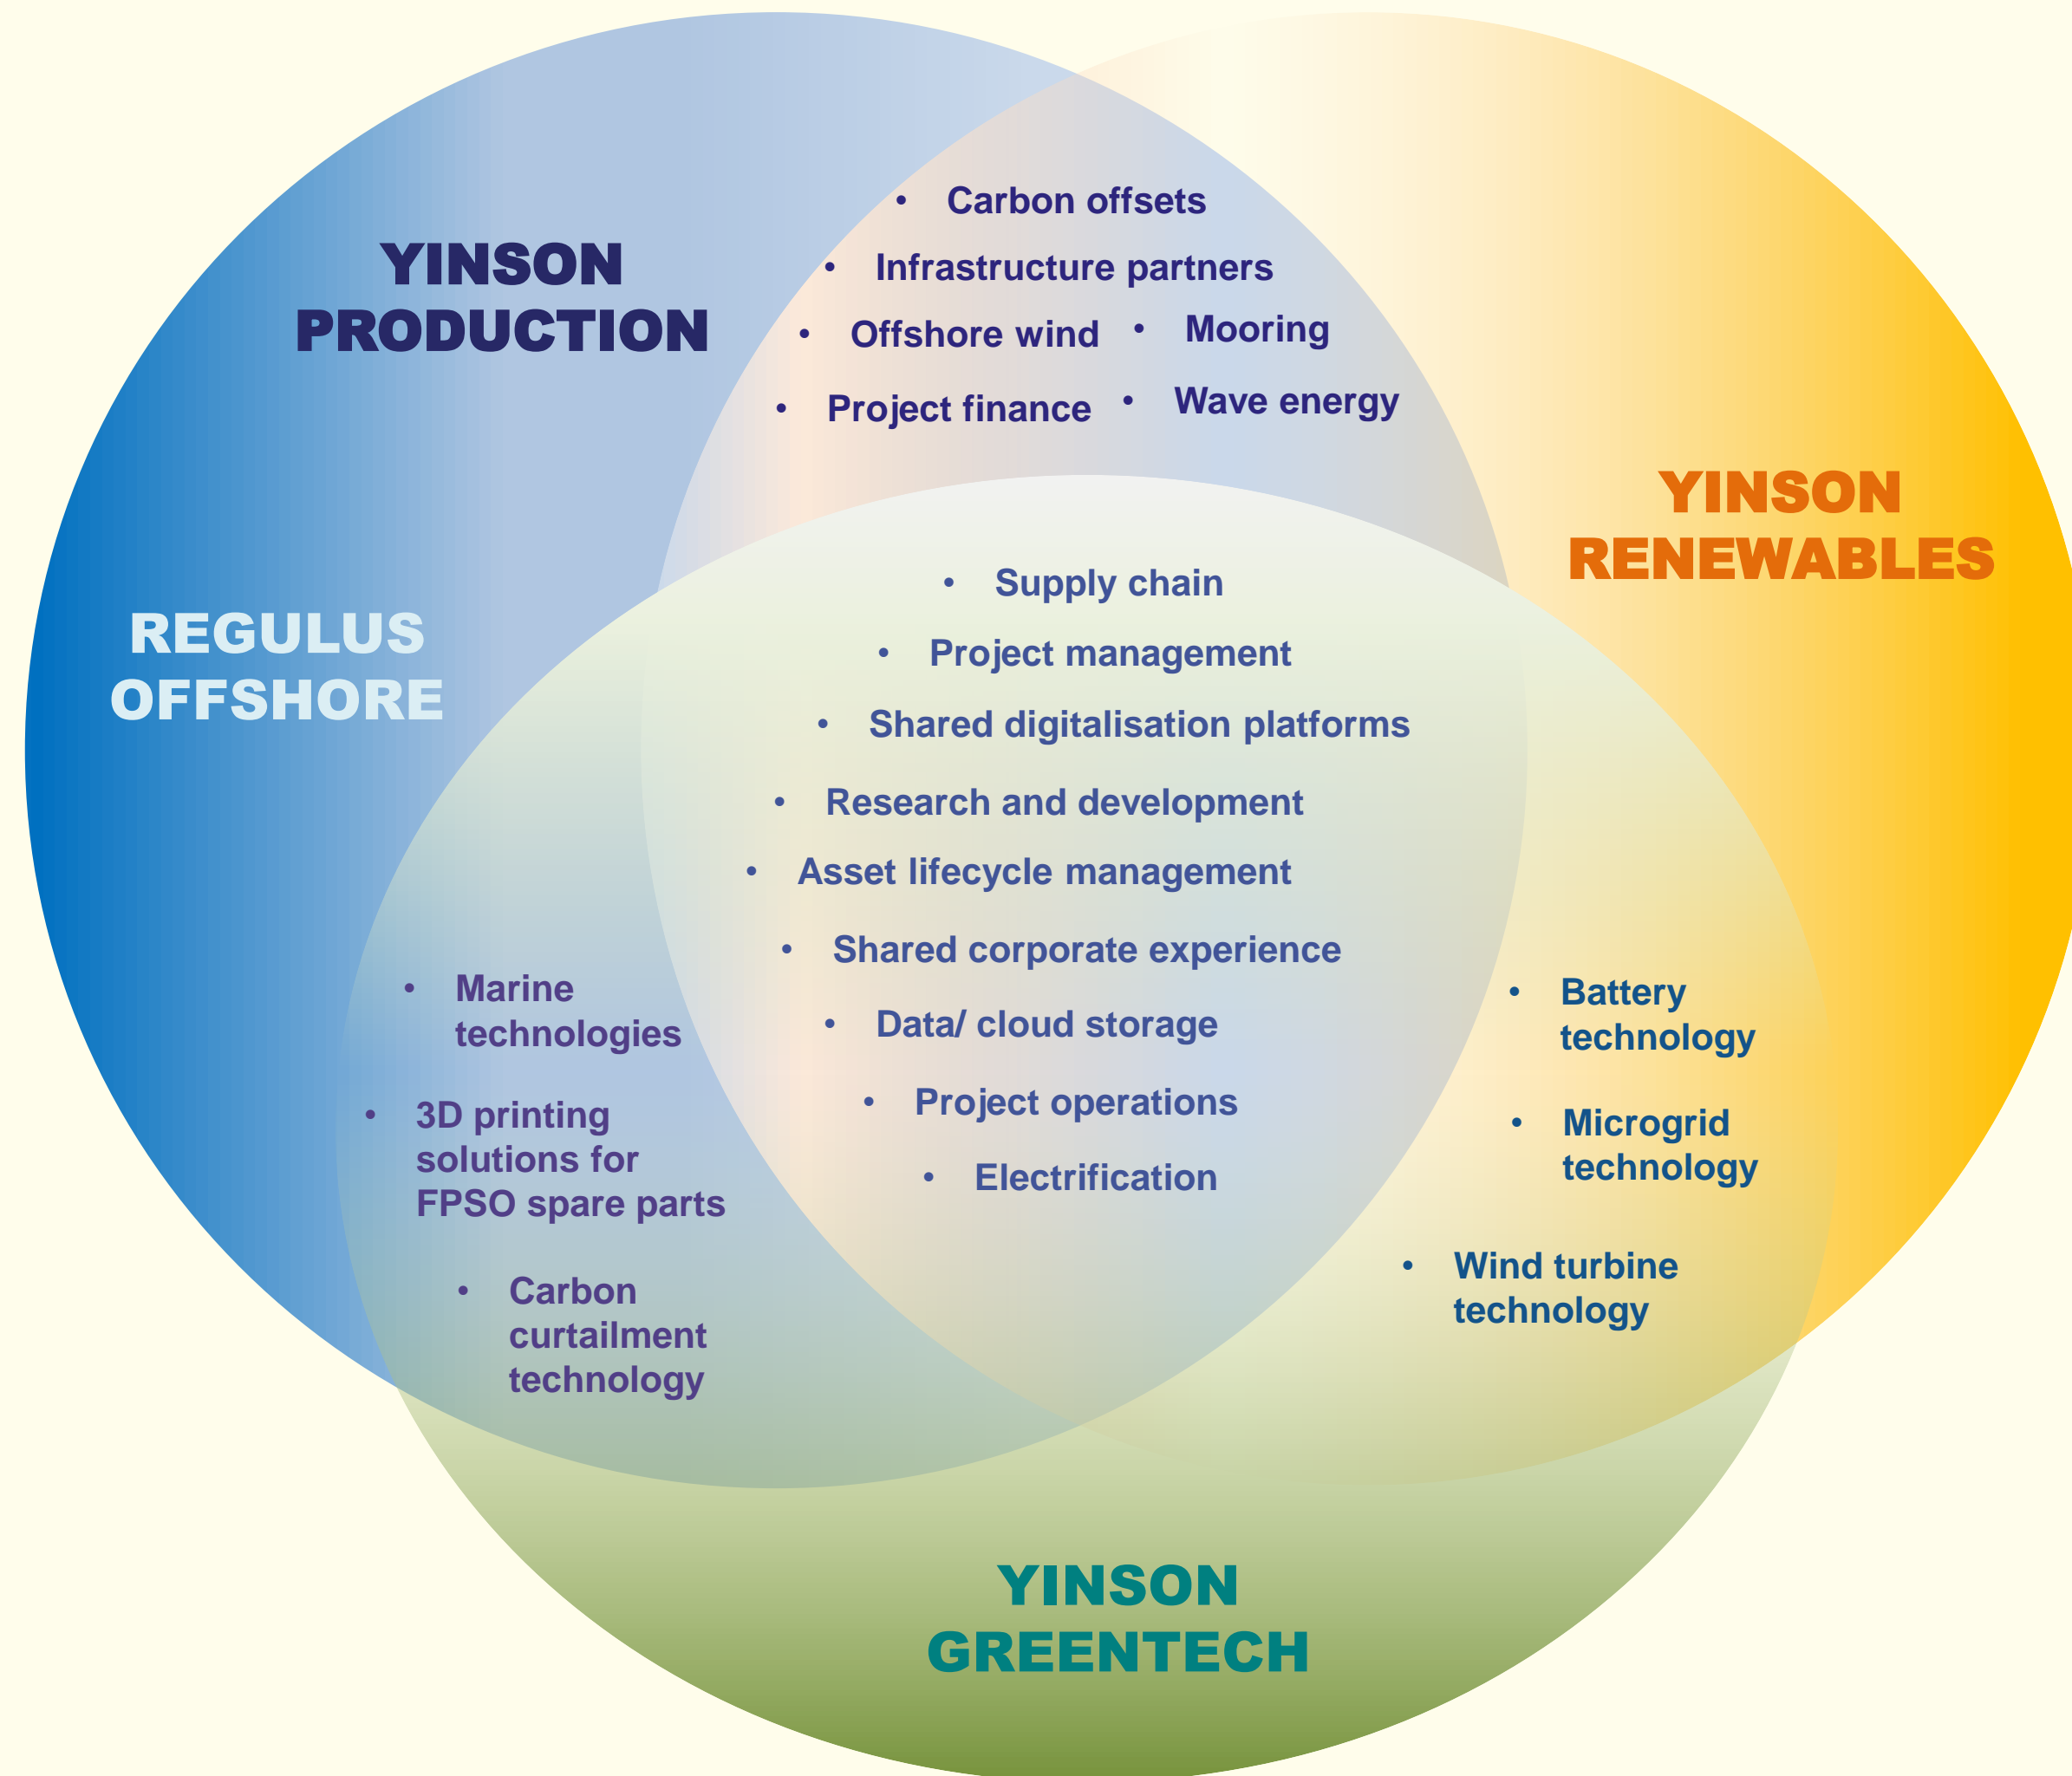 YINSON
PRODUCTION
REGULUS
OFFSHORE
• Carbon offsets
• Infrastructure partners
• Offshore wind • Mooring
• Project finance • Wave energy
YINSON
RENEWABLES
• Supply chain
• Project management
• Shared digitalisation platforms
• Research and development
• Asset lifecycle management
• Shared corporate experience
• Data/ cloud storage
• Project operations
• Electrification
• Marine
technologies
• 3D printing
solutions for
FPSO spare parts
• Carbon
curtailment
technology
• Battery
technology
• Microgrid
technology
• Wind turbine
technology
YINSON
GREENTECH